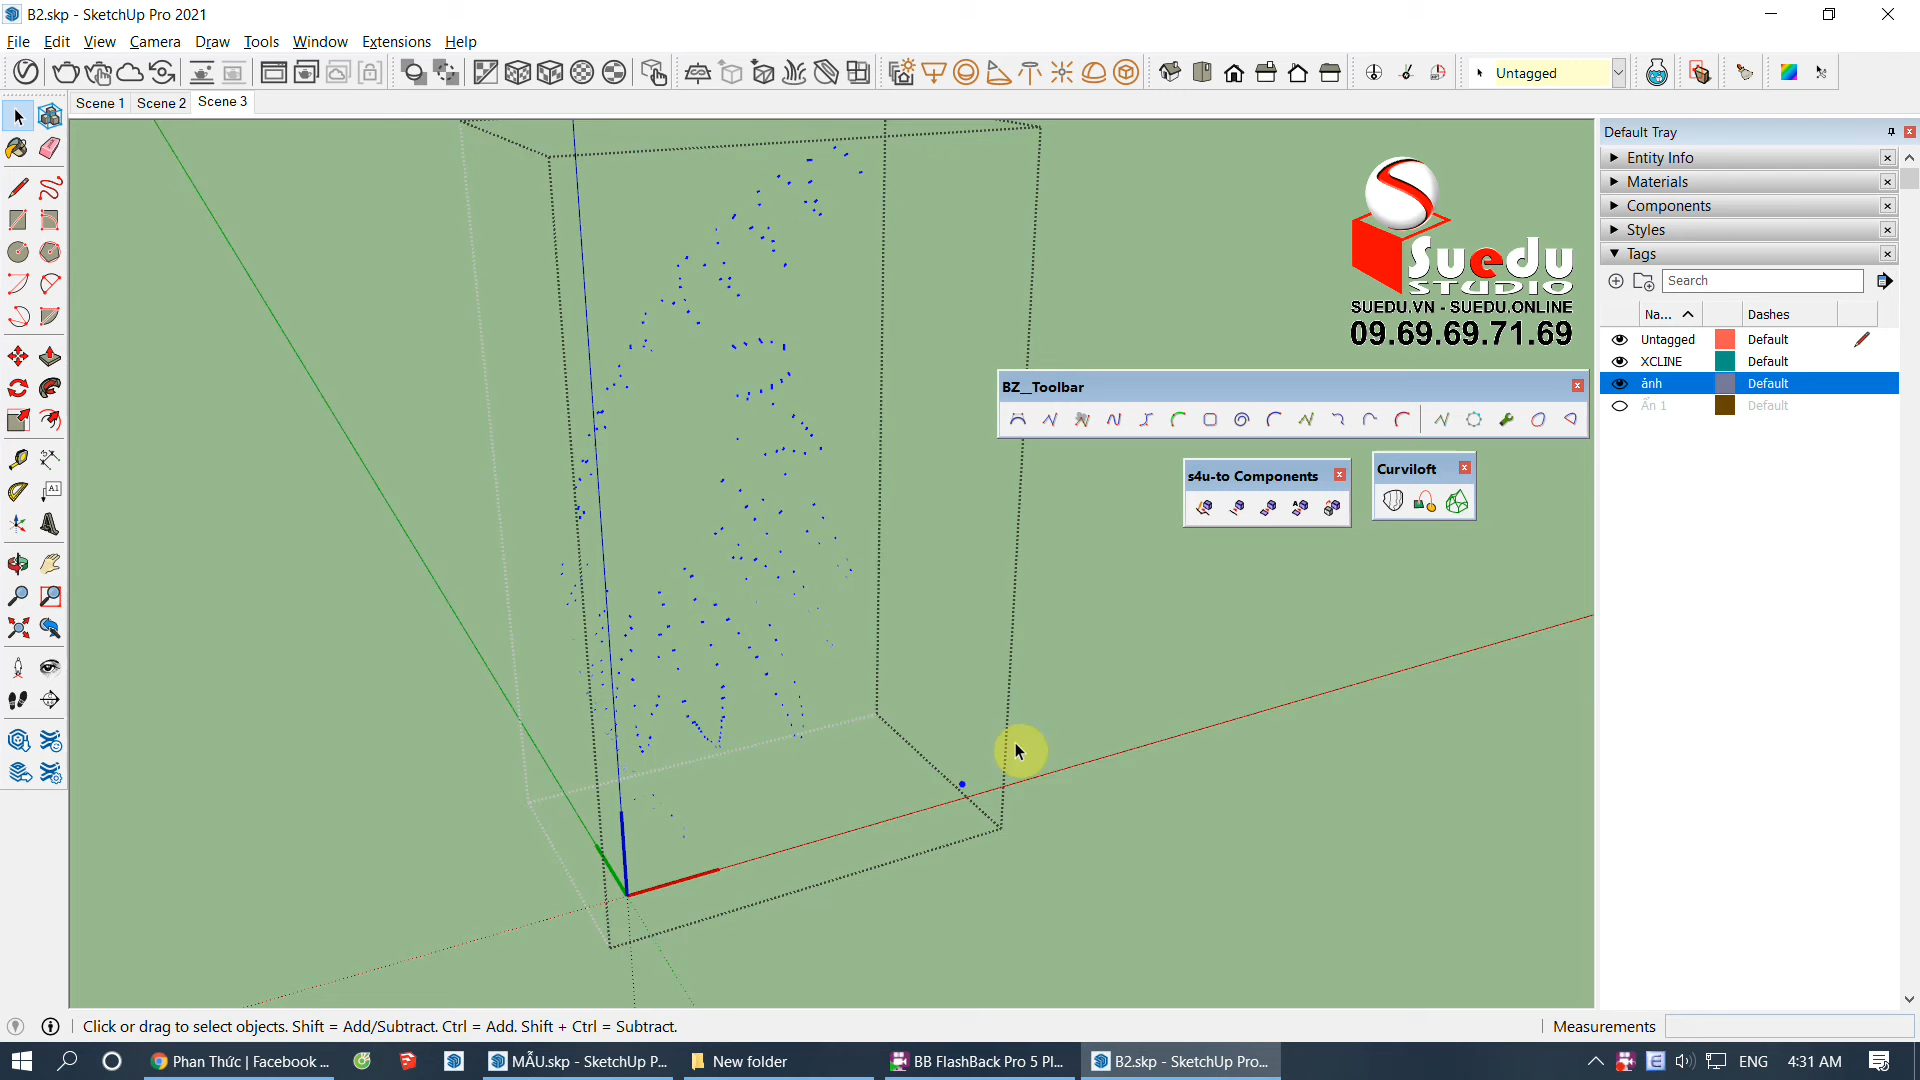 B2.skp - SketchUp Pro 2021
File Edit View Camera Draw Tools Window Extensions Help
Untagged
Scene 1 Scene 2 Scene 3
Default Tray
Entity Info
Materials
Components
Styles
Tags
Search
Na... Dashes
Untagged Default
XCLINE Default
ảnh Default
Ẩn 1 Default
Suedu
STUDIO
SUEDU.VN - SUEDU.ONLINE
09.69.69.71.69
BZ__Toolbar
s4u-to Components
Curviloft
A1
Click or drag to select objects. Shift = Add/Subtract. Ctrl = Add. Shift + Ctrl = Subtract.
Measurements
Phan Thức | Facebook ...
MẪU.skp - SketchUp P...
New folder
BB FlashBack Pro 5 Pl...
B2.skp - SketchUp Pro...
ENG
4:31 AM